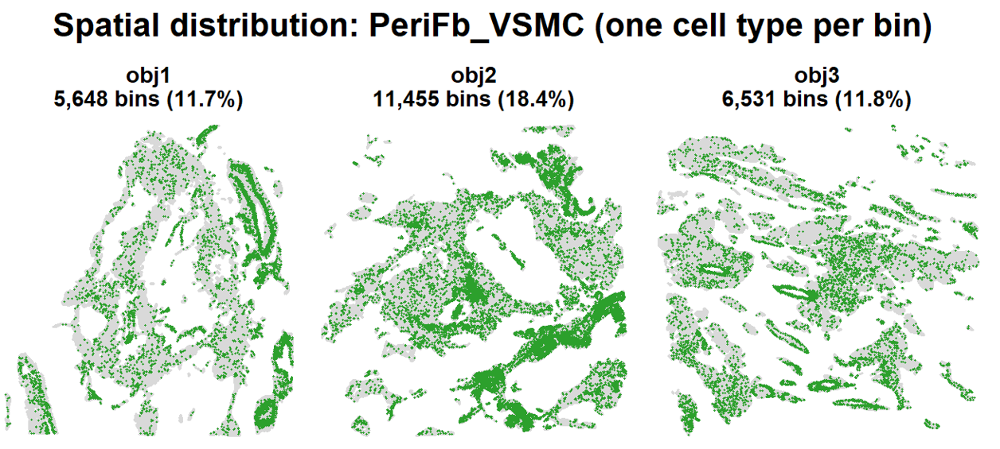 Spatial distribution: PeriFb_VSMC (one cell type per bin)
obj1
5,648 bins (11.7%)
obj2
11,455 bins (18.4%)
obj3
6,531 bins (11.8%)